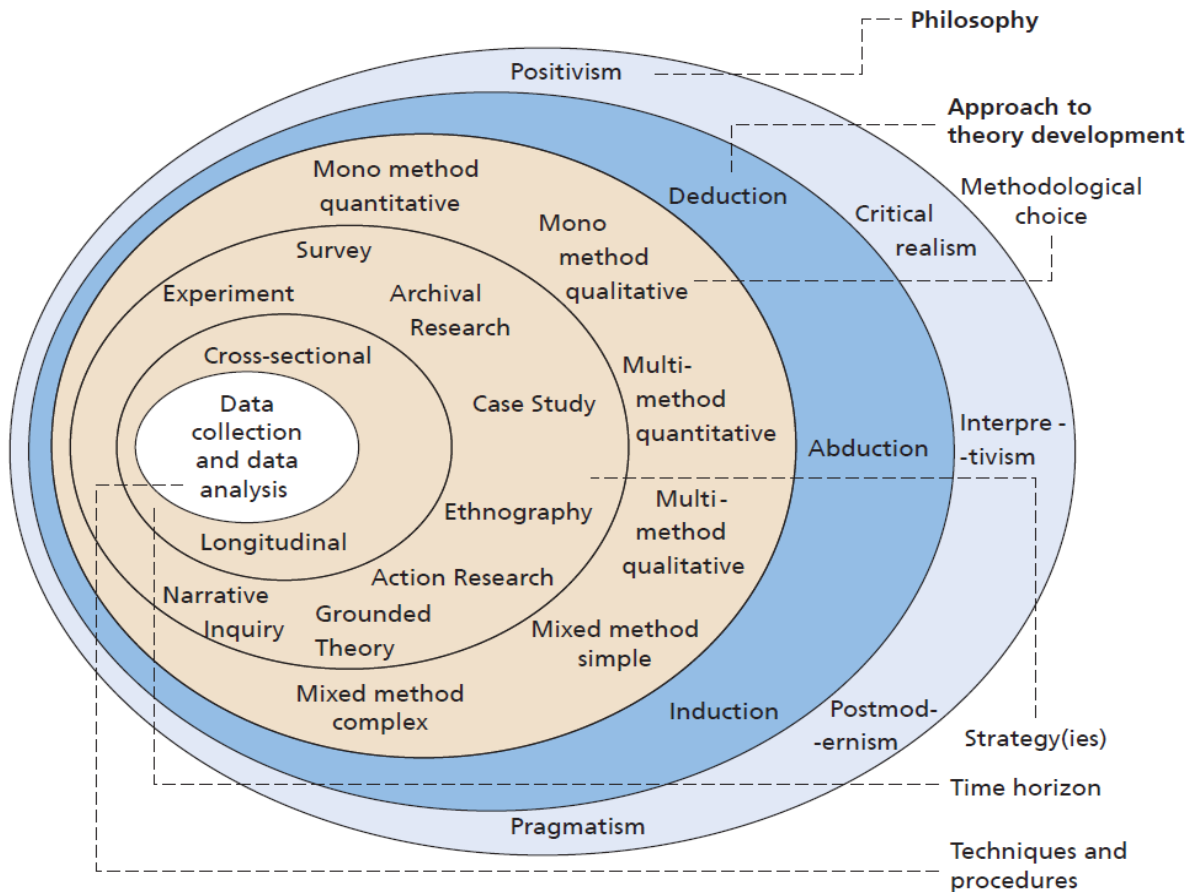 Philosophy
Positivism
Approach to
theory development
Mono method
quantitative
Deduction
Methodological
choice
Critical
realism
Mono
method
qualitative
Survey
Experiment
Archival
Research
Cross-sectional
Multi-
method
quantitative
Case Study
Data
collection
and data
analysis
Abduction
Interpre -
-tivism
Ethnography
Multi-
method
qualitative
Longitudinal
Action Research
Narrative
Inquiry
Grounded
Theory
Mixed method
simple
Mixed method
complex
Induction
Postmod-
-ernism
Strategy(ies)
Time horizon
Pragmatism
Techniques and
procedures